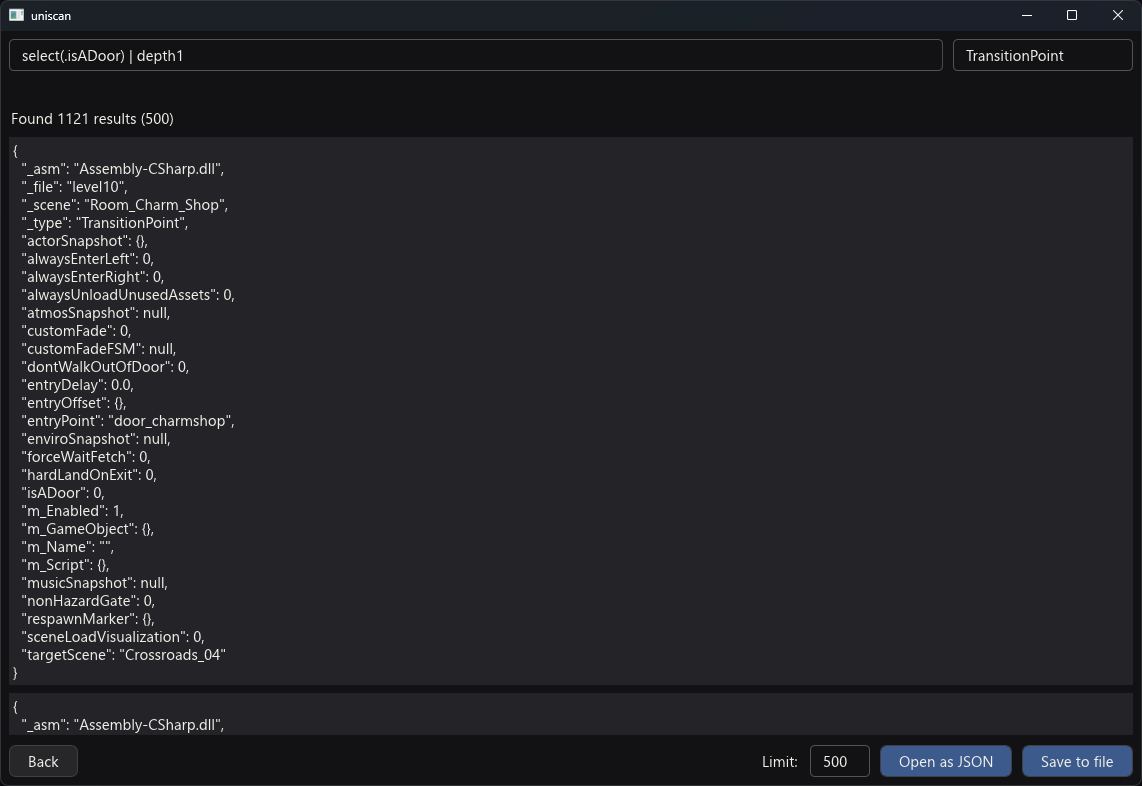 uniscan
select(.isADoor) | depth1
TransitionPoint
Found 1121 results (500)
{
"_asm": "Assembly-CSharp.dll",
"_file": "level10",
"_scene": "Room_Charm_Shop",
"_type": "TransitionPoint",
"actorSnapshot": {},
"alwaysEnterLeft": 0,
"alwaysEnterRight": 0,
"alwaysUnloadUnusedAssets": 0,
"atmosSnapshot": null,
"customFade": 0,
"customFadeFSM": null,
"dontWalkOutOfDoor": 0,
"entryDelay": 0.0,
"entryOffset": {},
"entryPoint": "door_charmshop",
"enviroSnapshot": null,
"forceWaitFetch": 0,
"hardLandOnExit": 0,
"isADoor": 0,
"m_Enabled": 1,
"m_GameObject": {},
"m_Name": "",
"m_Script": {},
"musicSnapshot": null,
"nonHazardGate": 0,
"respawnMarker": {},
"sceneLoadVisualization": 0,
"targetScene": "Crossroads_04"
}
{
"_asm": "Assembly-CSharp.dll",
Back
Limit:
500
Open as JSON
Save to file